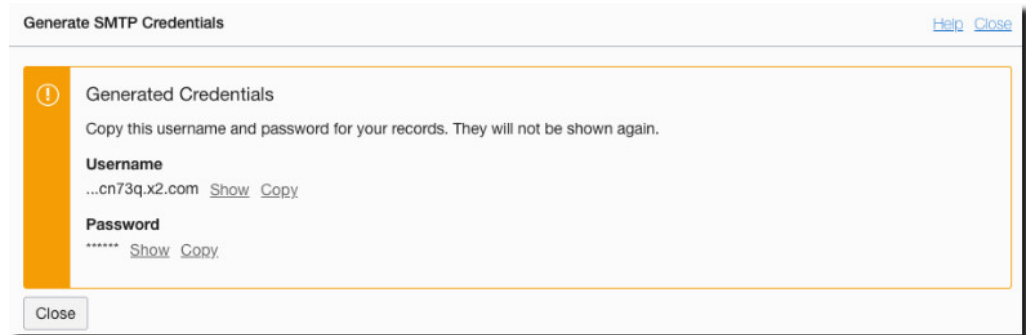 Generate SMTP Credentials Help Close
Generated Credentials
Copy this username and password for your records. They will not be shown again.
Username
...cn73q.x2.com Show Copy
Password
****** Show Copy
Close